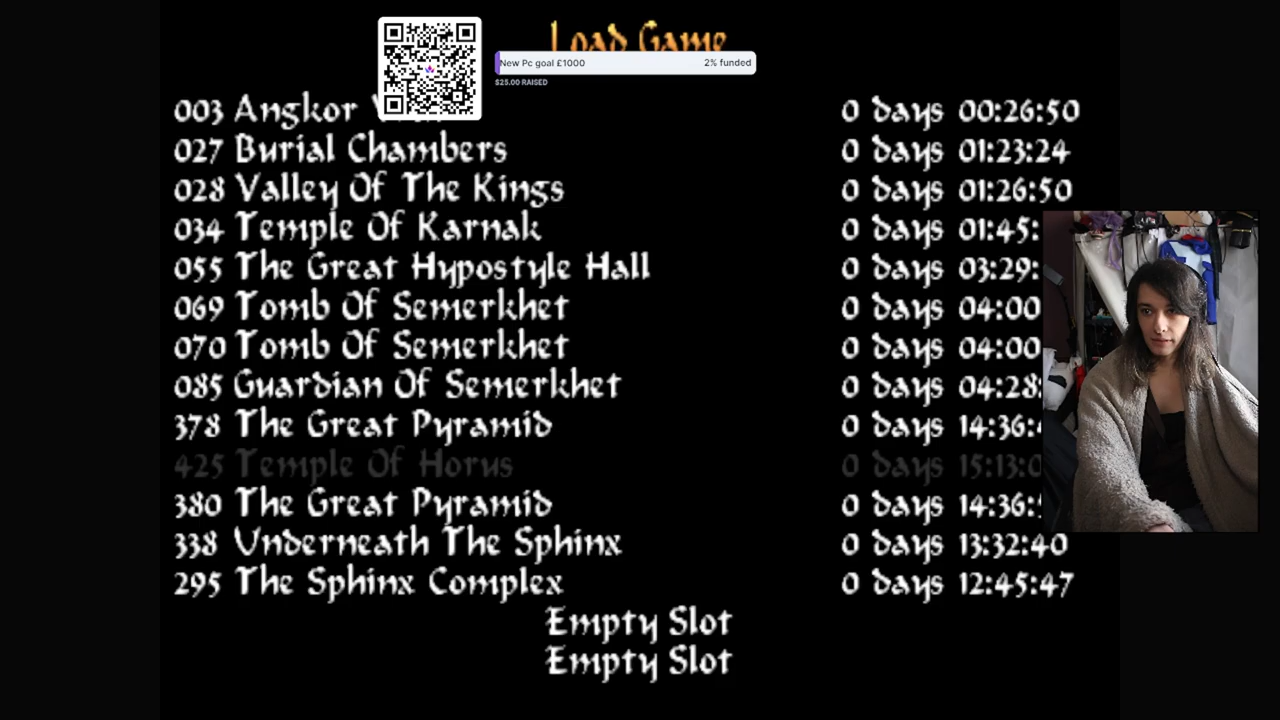 Load Game
New Pc goal £1000 2% funded
$25.00 RAISED
003 Angkor 0 days 00:26:50
027 Burial Chambers 0 days 01:23:24
028 Valley Of The Kings 0 days 01:26:50
034 Temple Of Karnak 0 days 01:45:
055 The Great Hypostyle Hall 0 days 03:29:
069 Tomb Of Semerkhet 0 days 04:00
070 Tomb Of Semerkhet 0 days 04:00
085 Guardian Of Semerkhet 0 days 04:28:
378 The Great Pyramid 0 days 14:36:
425 Temple Of Horus 0 days 15:13:0
380 The Great Pyramid 0 days 14:36:
338 Underneath The Sphinx 0 days 13:32:40
295 The Sphinx Complex 0 days 12:45:47
Empty Slot
Empty Slot